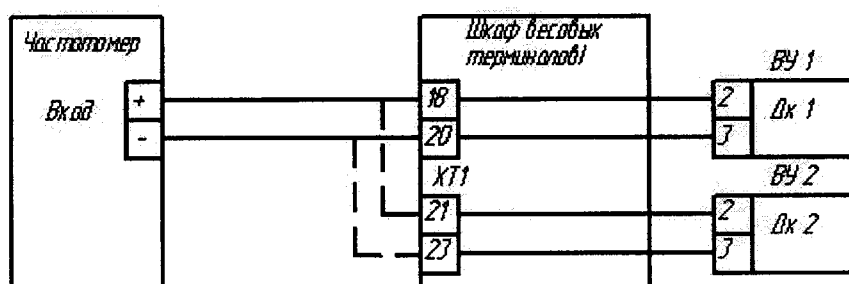 Частотомер
Вход
+
-
Шкаф весовых
терминалов1
18
20
XT1
21
23
ВУ 1
2
Дх 1
3
ВУ 2
2
Дх 2
3